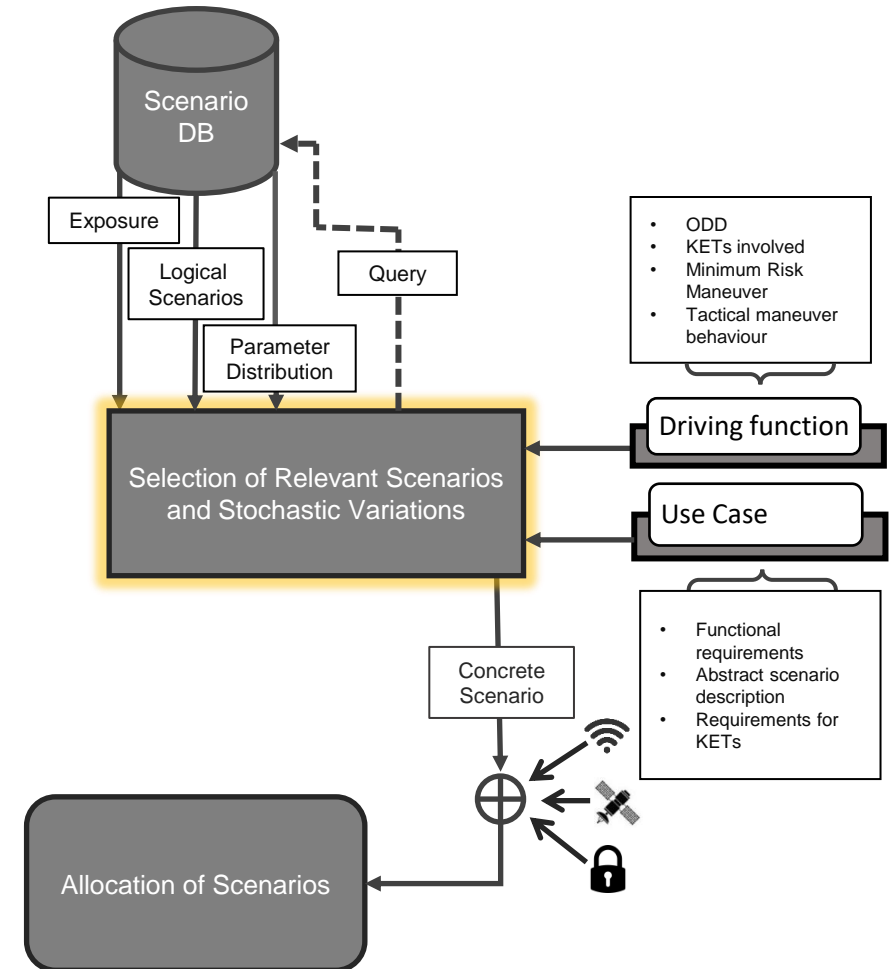 Scenario
DB
Exposure
Logical
Scenarios
Query
Parameter
Distribution
• ODD
• KETs involved
• Minimum Risk
Maneuver
• Tactical maneuver
behaviour
Driving function
Selection of Relevant Scenarios
and Stochastic Variations
Use Case
• Functional
requirements
• Abstract scenario
description
• Requirements for
KETs
Concrete
Scenario
Allocation of Scenarios